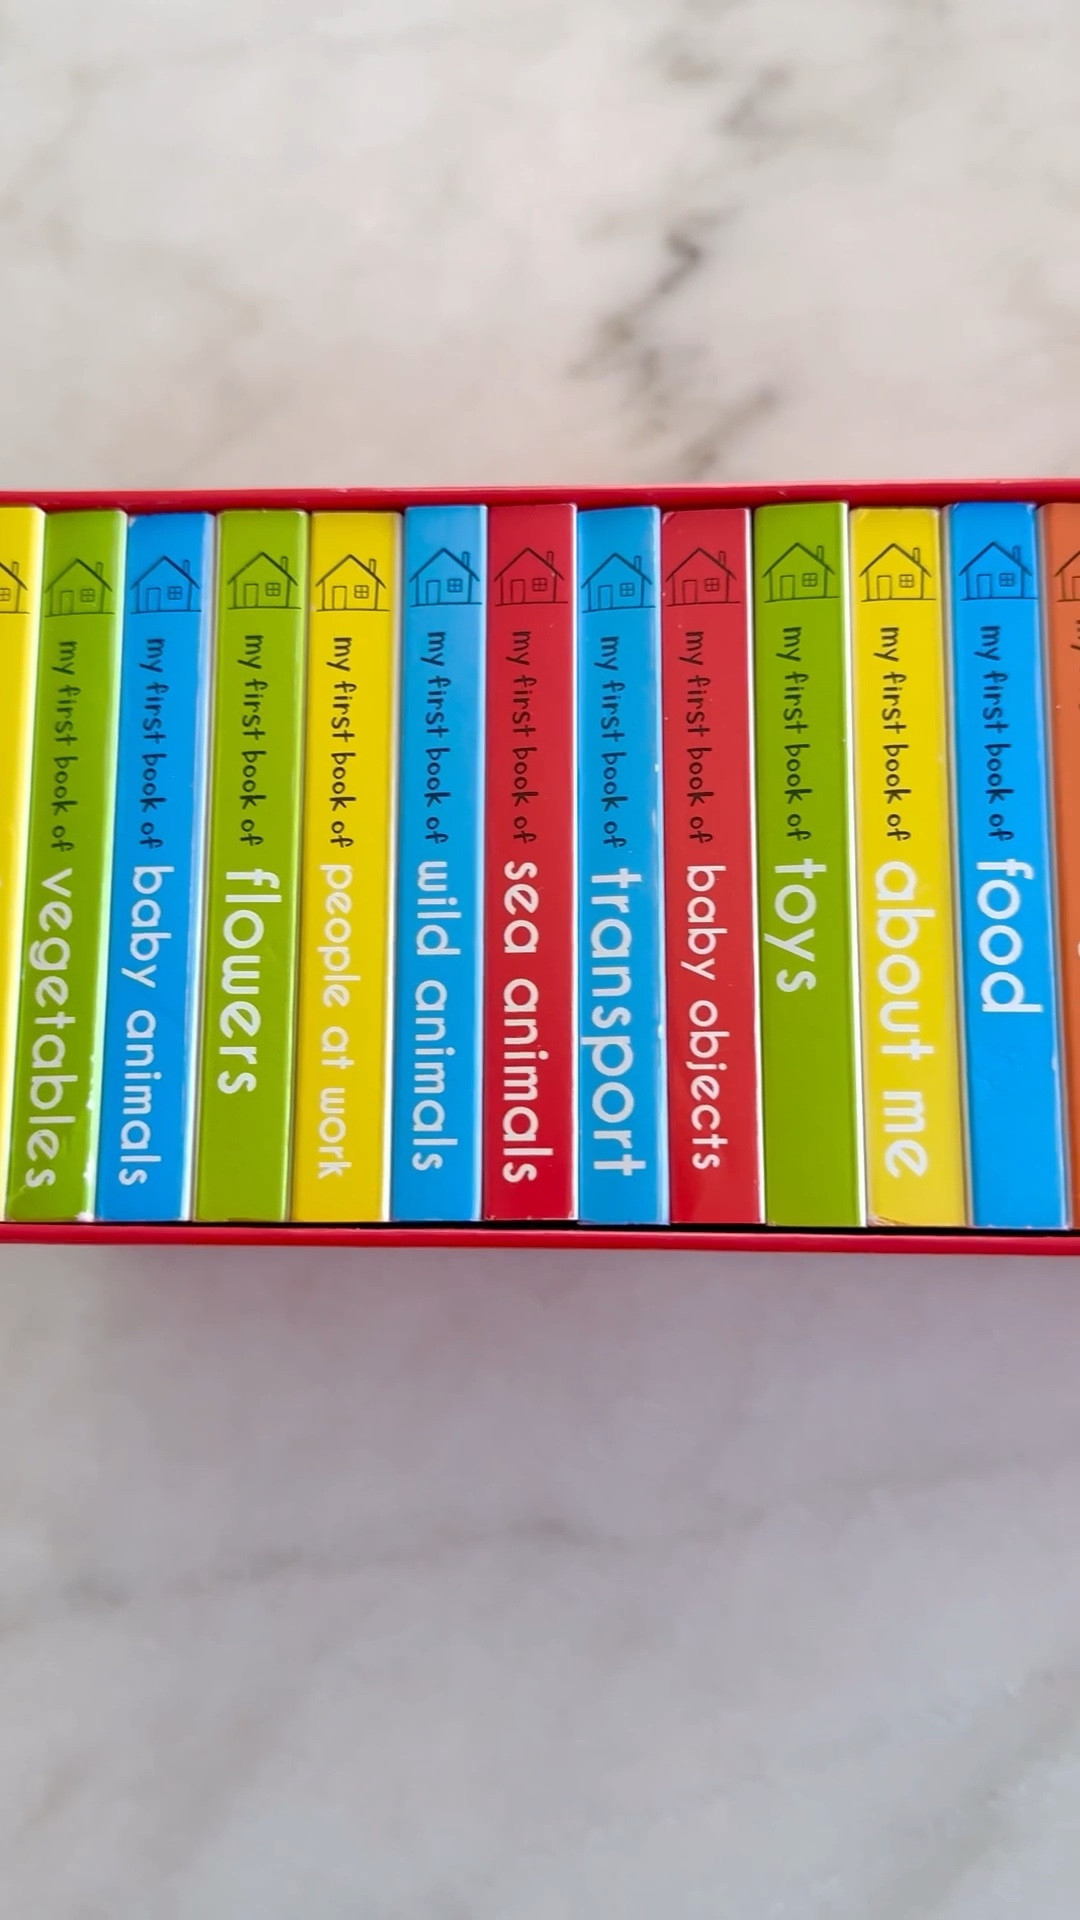 my first book of vegetables
my first book of baby animals
my first book of flowers
my first book of people at work
my first book of wild animals
my first book of sea animals
my first book of transport
my first book of baby objects
my first book of toys
my first book of about me
my first book of food